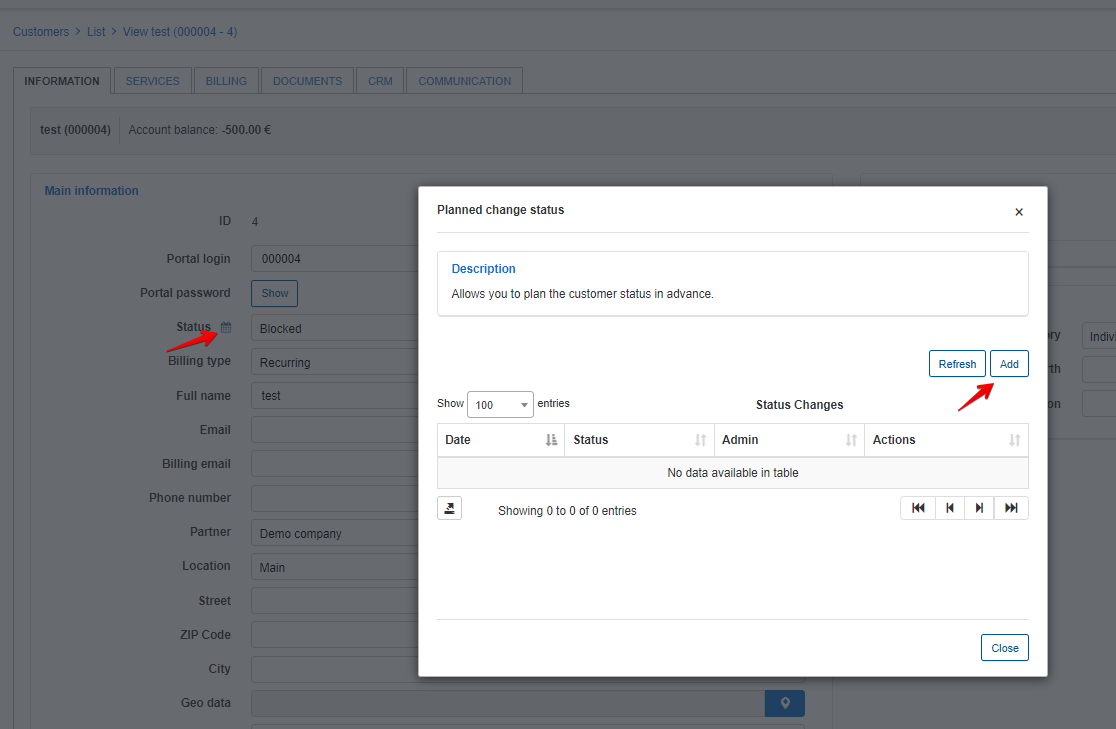 Customers > List > View test (000004 - 4)
INFORMATION SERVICES BILLING DOCUMENTS CRM COMMUNICATION
test (000004) Account balance: -500.00 €
Main information
ID 4
Portal login 000004
Portal password Show
Status Blocked
Billing type Recurring
Full name test
Email
Billing email
Phone number
Partner Demo company
Location Main
Street
ZIP Code
City
Geo data
Planned change status ×
Description
Allows you to plan the customer status in advance.
Refresh Add
Show 100 entries Status Changes
Date Status Admin Actions
No data available in table
Showing 0 to 0 of 0 entries
Close